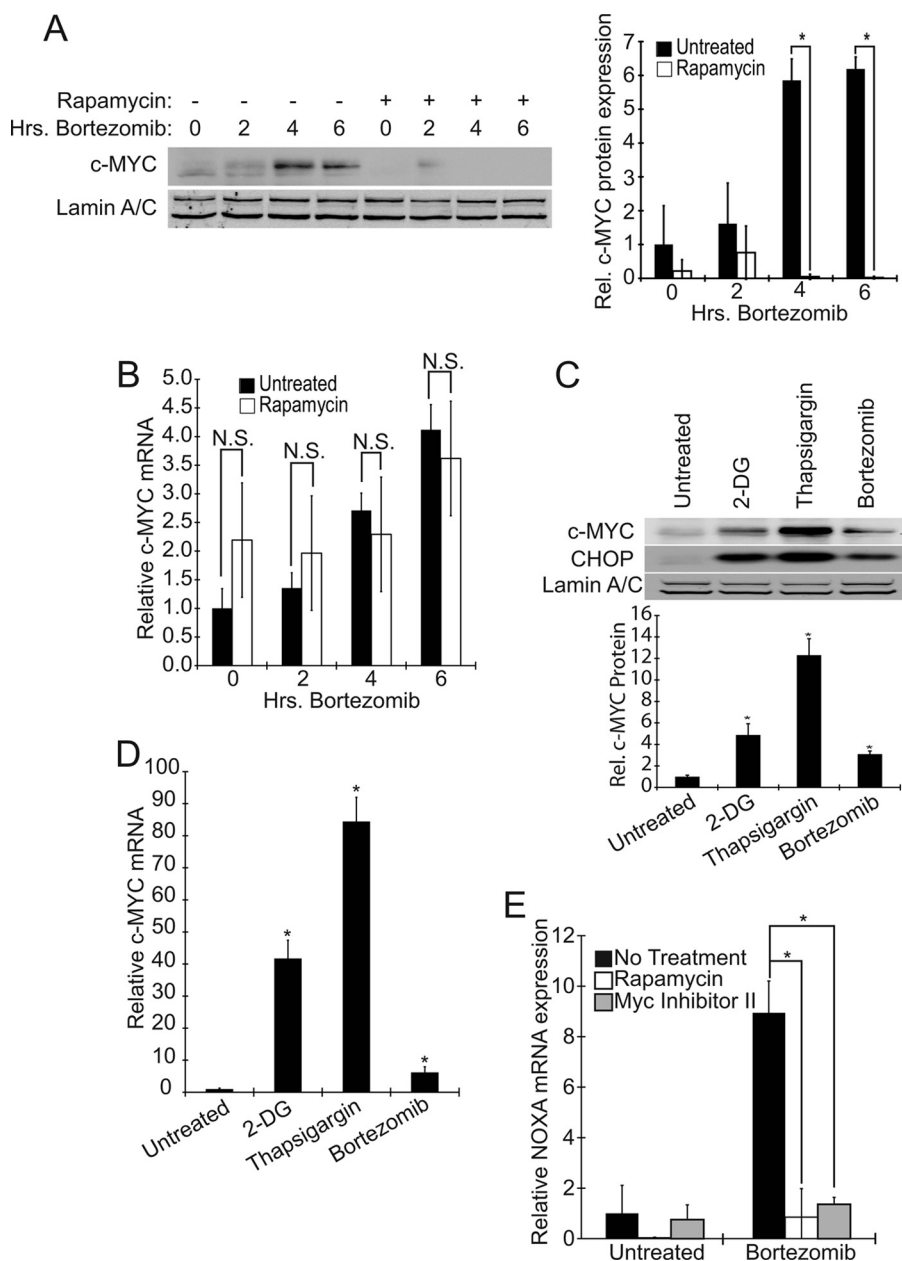 A
Rapamycin: - - - - + + + +
Hrs. Bortezomib: 0 2 4 6 0 2 4 6
c-MYC
Lamin A/C
Rel. c-MYC protein expression
7
6
5
4
3
2
1
0
Untreated
Rapamycin
* *
0 2 4 6
Hrs. Bortezomib
B
Relative c-MYC mRNA
5.0
4.5
4.0
3.5
3.0
2.5
2.0
1.5
1.0
0.5
0.0
Untreated
Rapamycin
N.S. N.S. N.S. N.S.
0 2 4 6
Hrs. Bortezomib
C
Untreated
2-DG
Thapsigargin
Bortezomib
c-MYC
CHOP
Lamin A/C
Rel. c-MYC Protein
16
14
12
10
8
6
4
2
0
* * *
Untreated
2-DG
Thapsigargin
Bortezomib
D
Relative c-MYC mRNA
100
90
80
70
60
50
40
30
20
10
0
* * *
Untreated
2-DG
Thapsigargin
Bortezomib
E
Relative NOXA mRNA expression
12
10
8
6
4
2
0
No Treatment
Rapamycin
Myc Inhibitor II
* *
Untreated Bortezomib